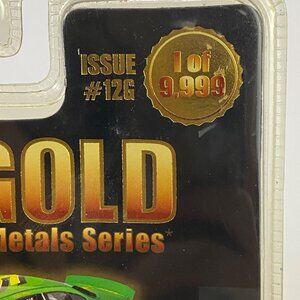 ISSUE
#12G
1 of
9,999
GOLD
Metals Series*